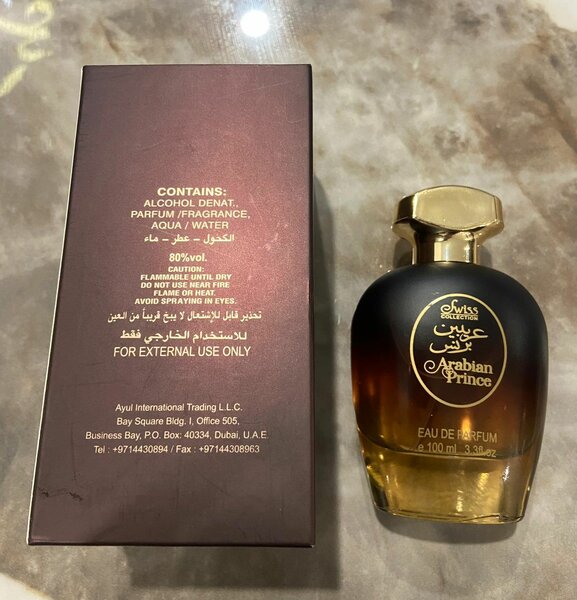 CONTAINS:
ALCOHOL DENAT.,
PARFUM /FRAGRANCE,
AQUA / WATER
الكحول – عطر – ماء
80%vol.
CAUTION:
FLAMMABLE UNTIL DRY
DO NOT USE NEAR FIRE
FLAME OR HEAT.
AVOID SPRAYING IN EYES.
تحذير قابل للإشتعال لا يبخ قريباً من العين
للاستخدام الخارجي فقط
FOR EXTERNAL USE ONLY
Ayul International Trading L.L.C.
Bay Square Bldg. I, Office 505,
Business Bay, P.O. Box: 40334, Dubai, U.A.E
Tel : +9714430894 / Fax: +97144308963
Swiss
COLLECTION
عربيين
برنس
Arabian
Prince
EAU DE PARFUM
e 100 ml 3.3fl oz